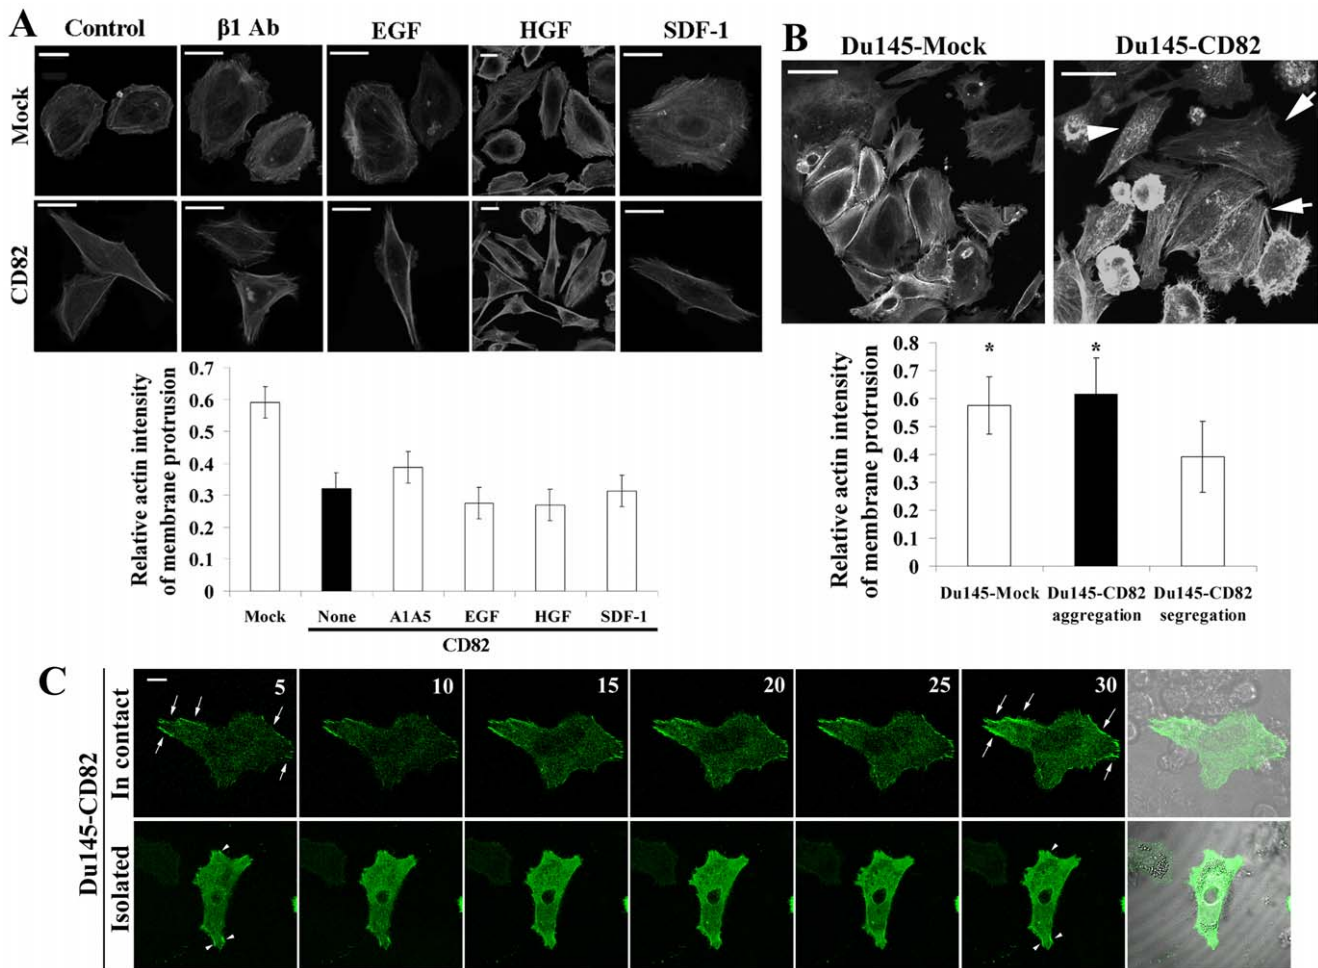 A
Control β1 Ab EGF HGF SDF-1
Mock
CD82
Relative actin intensity
of membrane protrusion
0.7
0.6
0.5
0.4
0.3
0.2
0.1
0
Mock None A1A5 EGF HGF SDF-1
CD82
B
Du145-Mock Du145-CD82
Relative actin intensity
of membrane protrusion
0.8
0.7
0.6
0.5
0.4
0.3
0.2
0.1
0
* *
Du145-Mock Du145-CD82 Du145-CD82
aggregation segregation
C
Du145-CD82
In contact
5 10 15 20 25 30
Isolated